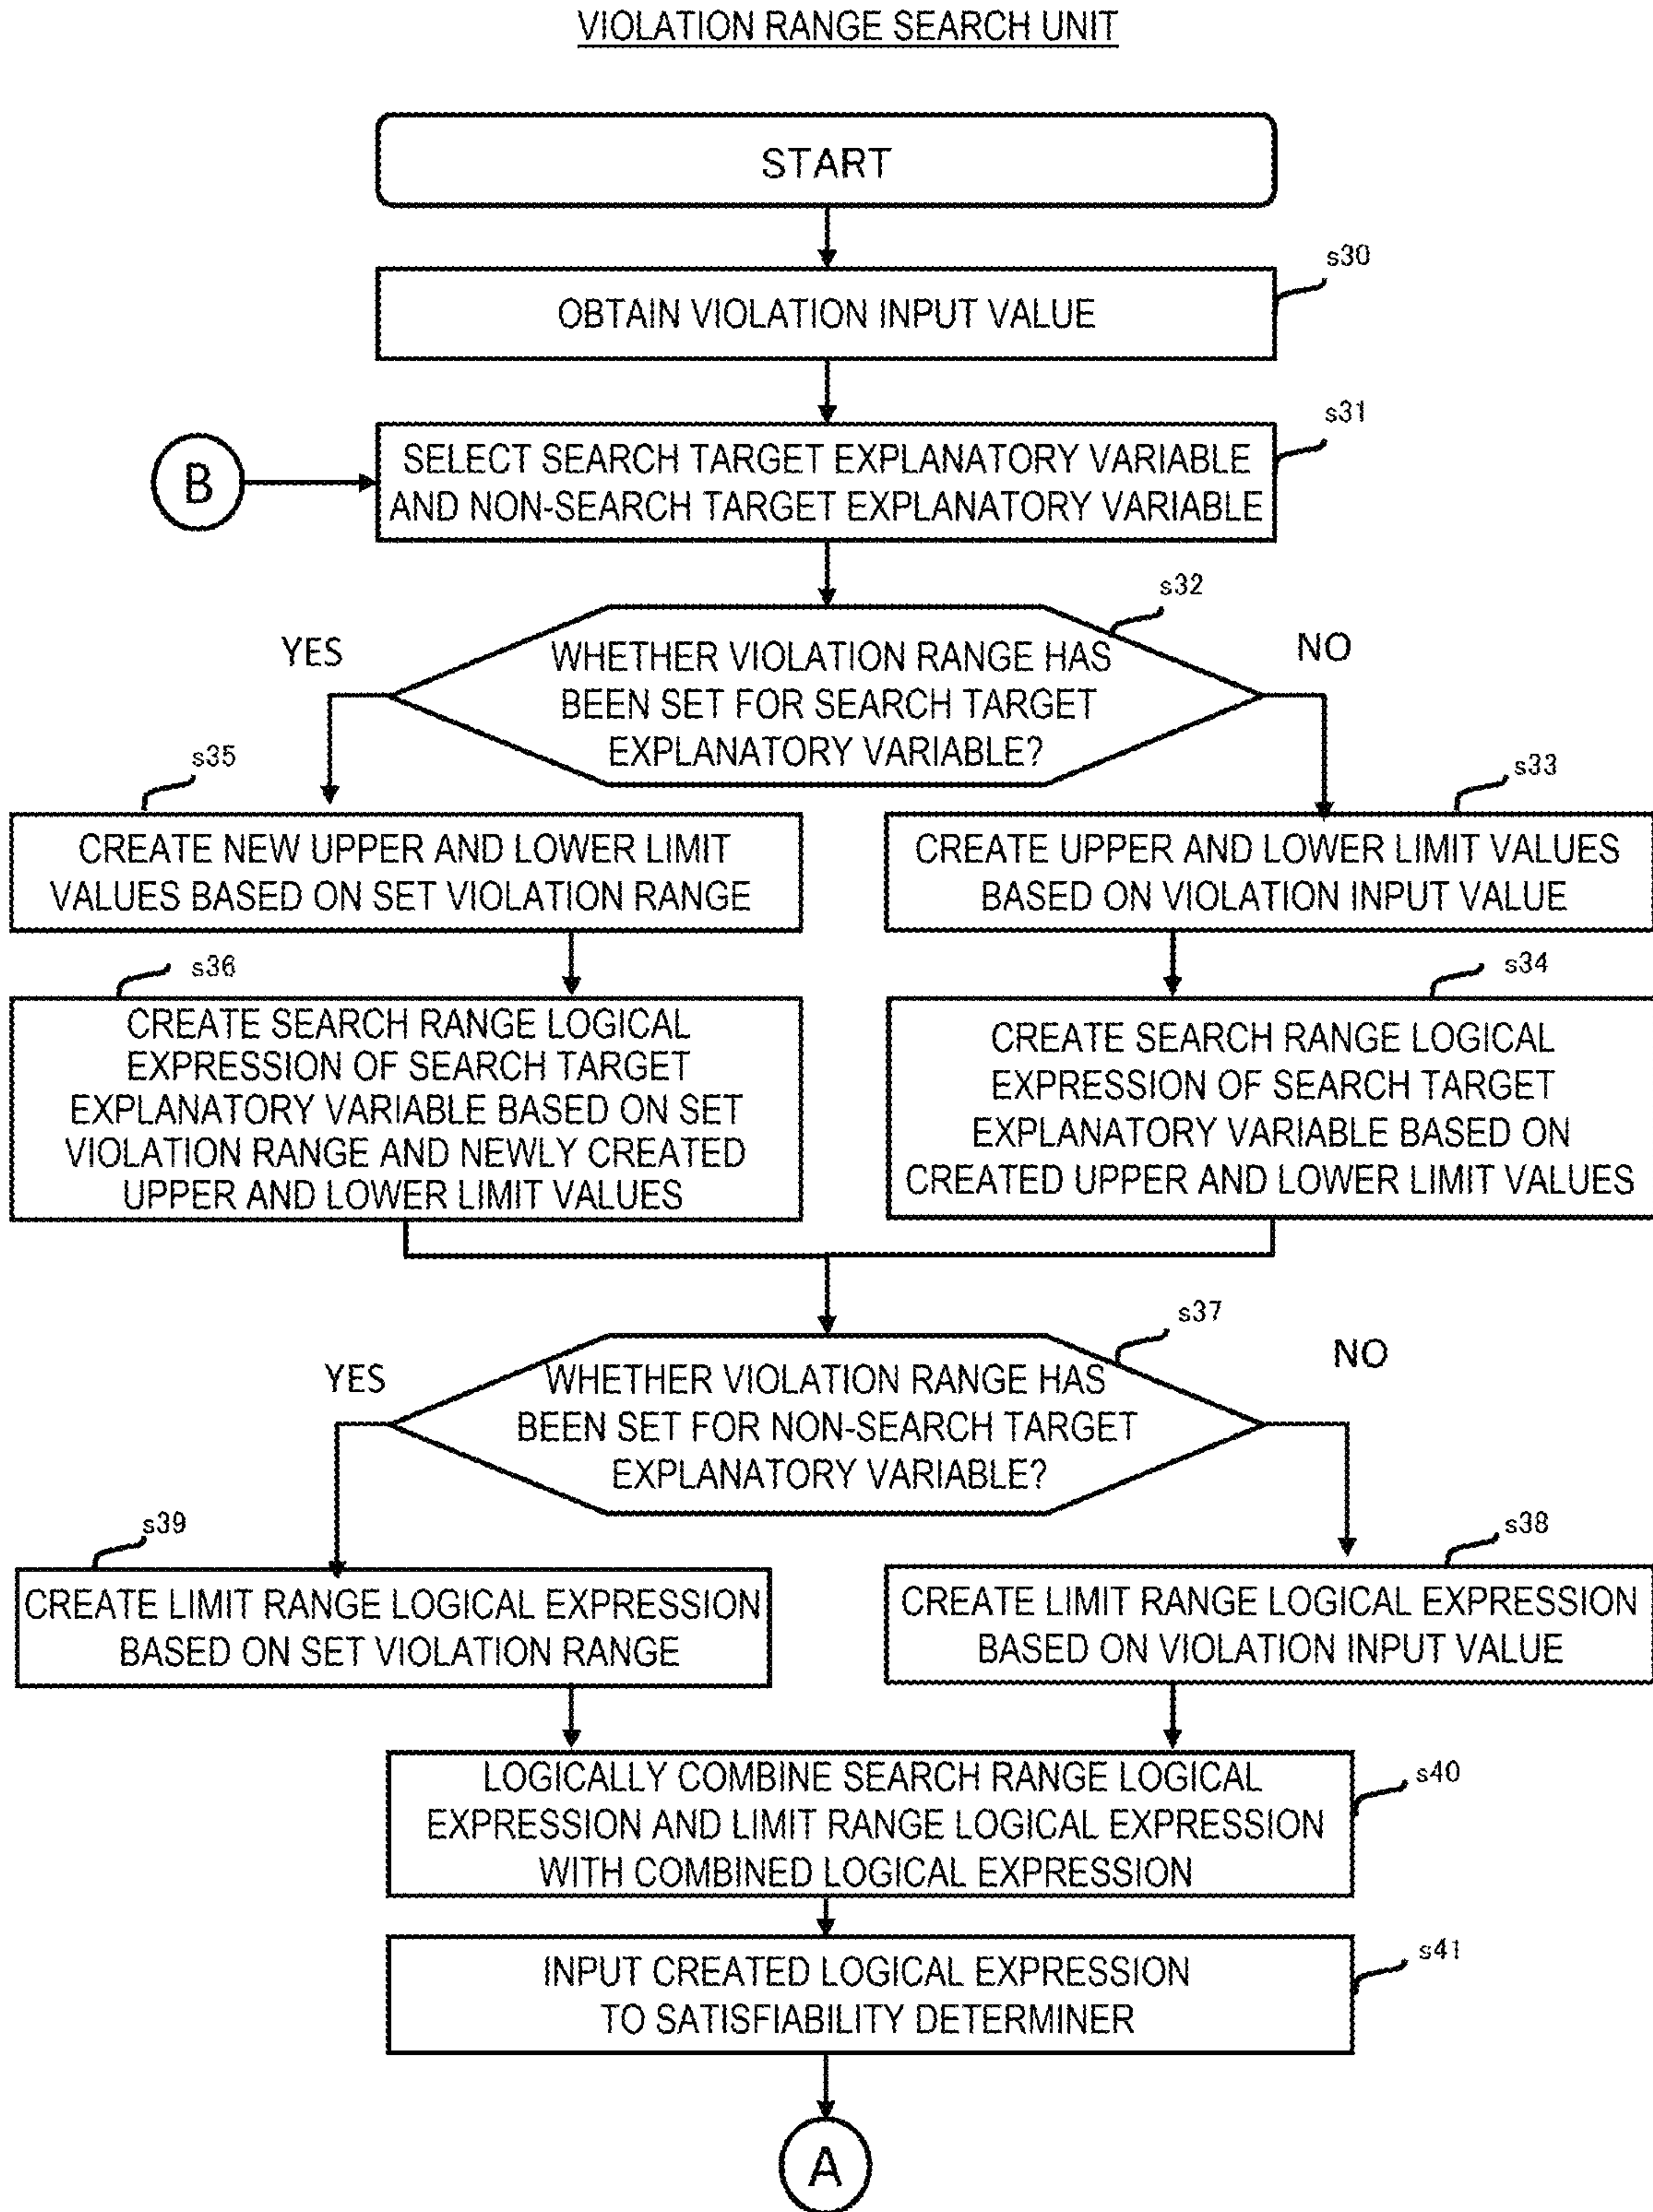 VIOLATION RANGE SEARCH UNIT
START
s30
OBTAIN VIOLATION INPUT VALUE
s31
B
SELECT SEARCH TARGET EXPLANATORY VARIABLE
AND NON-SEARCH TARGET EXPLANATORY VARIABLE
s32
YES
NO
WHETHER VIOLATION RANGE HAS
BEEN SET FOR SEARCH TARGET
EXPLANATORY VARIABLE?
s35
CREATE NEW UPPER AND LOWER LIMIT
VALUES BASED ON SET VIOLATION RANGE
s33
CREATE UPPER AND LOWER LIMIT VALUES
BASED ON VIOLATION INPUT VALUE
s36
CREATE SEARCH RANGE LOGICAL
EXPRESSION OF SEARCH TARGET
EXPLANATORY VARIABLE BASED ON SET
VIOLATION RANGE AND NEWLY CREATED
UPPER AND LOWER LIMIT VALUES
s34
CREATE SEARCH RANGE LOGICAL
EXPRESSION OF SEARCH TARGET
EXPLANATORY VARIABLE BASED ON
CREATED UPPER AND LOWER LIMIT VALUES
s37
YES
NO
WHETHER VIOLATION RANGE HAS
BEEN SET FOR NON-SEARCH TARGET
EXPLANATORY VARIABLE?
s39
CREATE LIMIT RANGE LOGICAL EXPRESSION
BASED ON SET VIOLATION RANGE
s38
CREATE LIMIT RANGE LOGICAL EXPRESSION
BASED ON VIOLATION INPUT VALUE
LOGICALLY COMBINE SEARCH RANGE LOGICAL
EXPRESSION AND LIMIT RANGE LOGICAL EXPRESSION
WITH COMBINED LOGICAL EXPRESSION
s40
INPUT CREATED LOGICAL EXPRESSION
TO SATISFIABILITY DETERMINER
s41
A